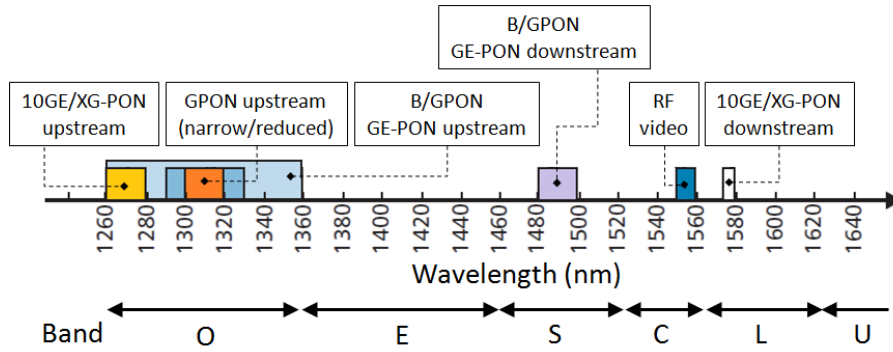 B/GPON
GE-PON downstream
10GE/XG-PON
upstream
GPON upstream
(narrow/reduced)
B/GPON
GE-PON upstream
RF
video
10GE/XG-PON
downstream
1260
1280
1300
1320
1340
1360
1380
1400
1420
1440
1460
1480
1500
1520
1540
1560
1580
1600
1620
1640
Wavelength (nm)
Band O E S C L U